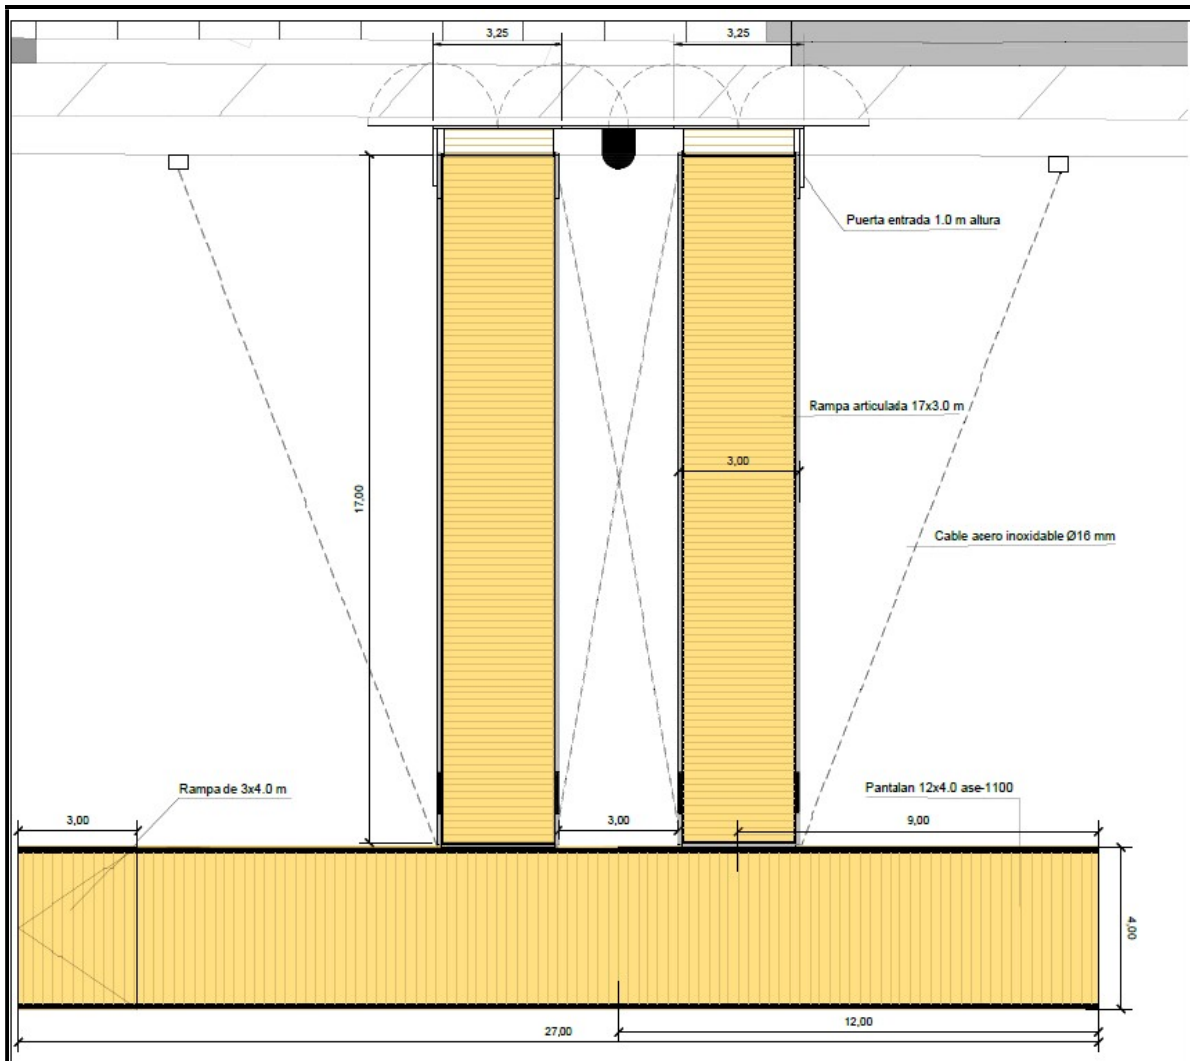 3,25
3,25
Puerta entrada 1.0 m altura
Rampa articulada 17x3.0 m
3,00
17,00
Cable acero inoxidable Ø16 mm
Rampa de 3x4.0 m
Pantalan 12x4.0 ase-1100
3,00
3,00
9,00
4,00
12,00
27,00